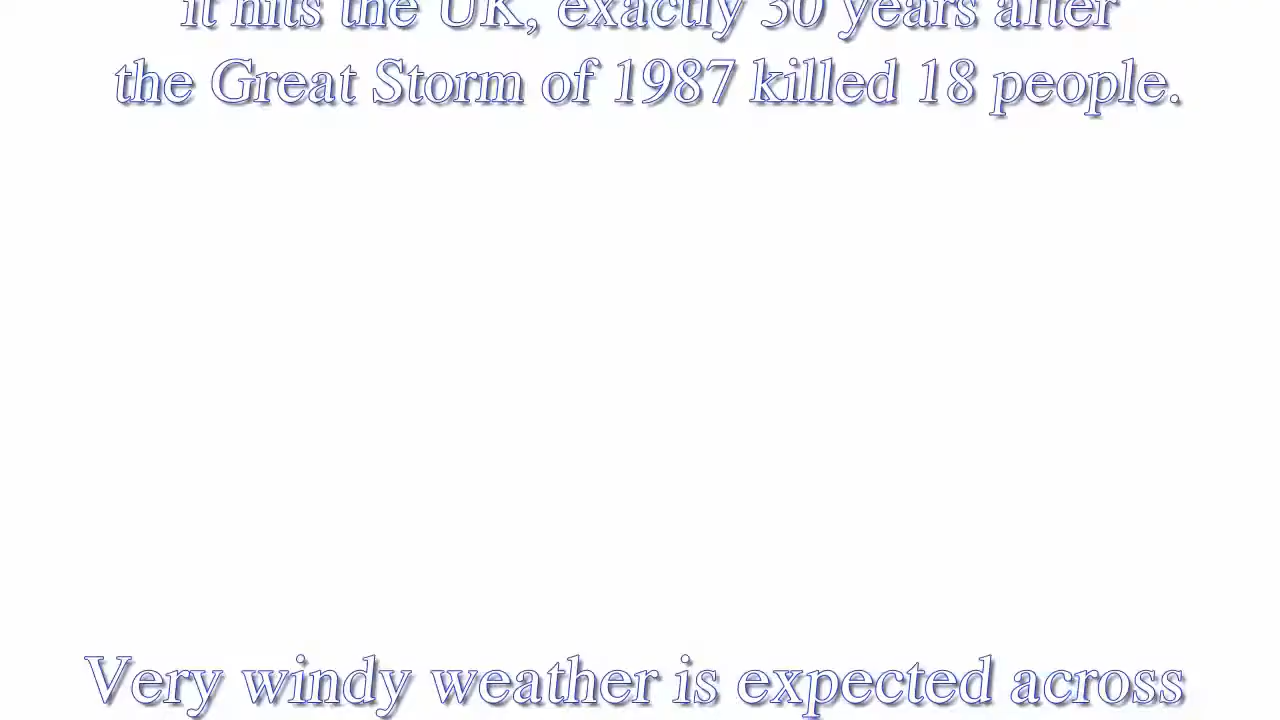 it hits the UK, exactly 30 years after
the Great Storm of 1987 killed 18 people.
Very windy weather is expected across